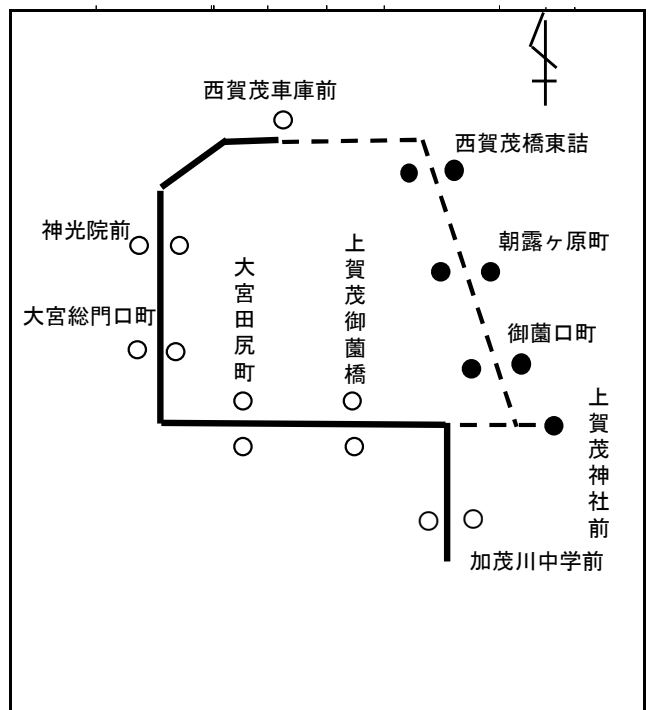 西賀茂車庫前
西賀茂橋東詰
神光院前
朝露ヶ原町
大宮総門口町
大宮田尻町
上賀茂御薗橋
御薗口町
上賀茂神社前
加茂川中学前